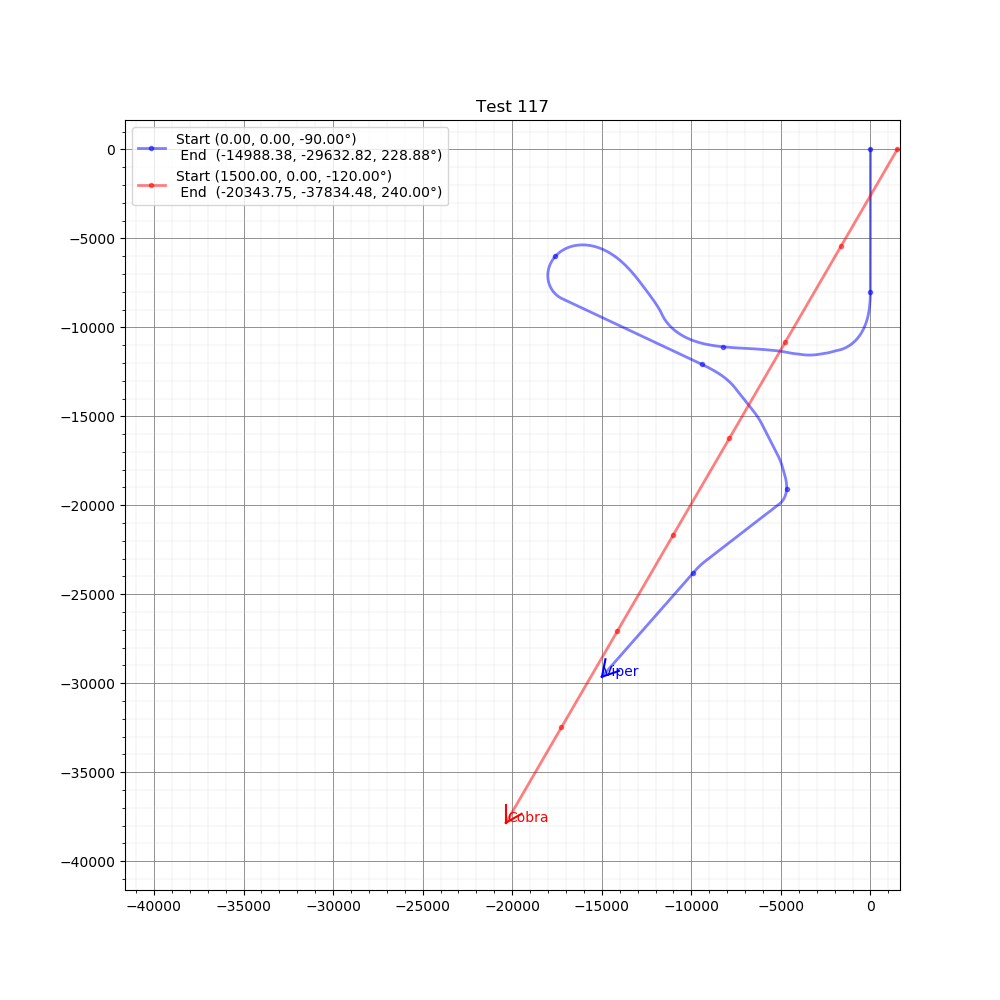 Test 117
Start (0.00, 0.00, -90.00°)
End (-14988.38, -29632.82, 228.88°)
Start (1500.00, 0.00, -120.00°)
End (-20343.75, -37834.48, 240.00°)
0
−5000
−10000
−15000
−20000
−25000
−30000
−35000
−40000
Viper
Cobra
−40000 −35000 −30000 −25000 −20000 −15000 −10000 −5000 0